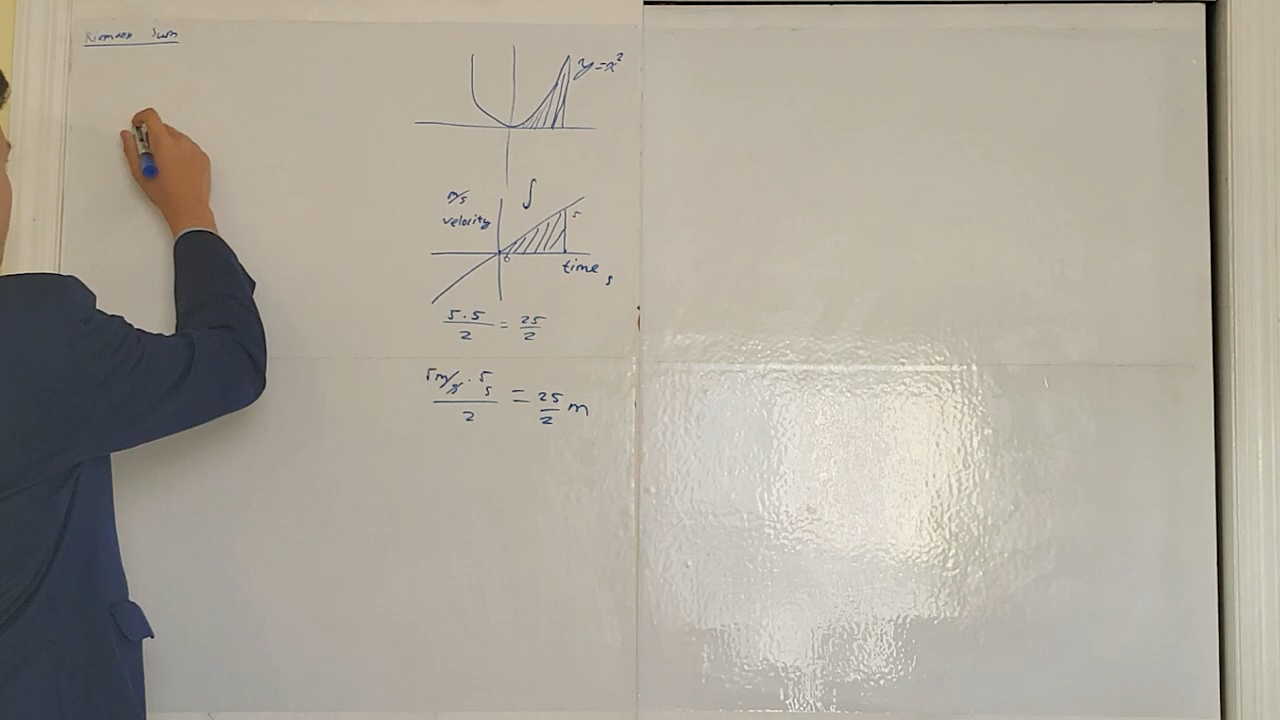 Riemann Sum
y=x²
∫
m/s
velocity
5
0
time s
5·5/2 = 25/2
5m/s · 5s/2 = 25/2 m